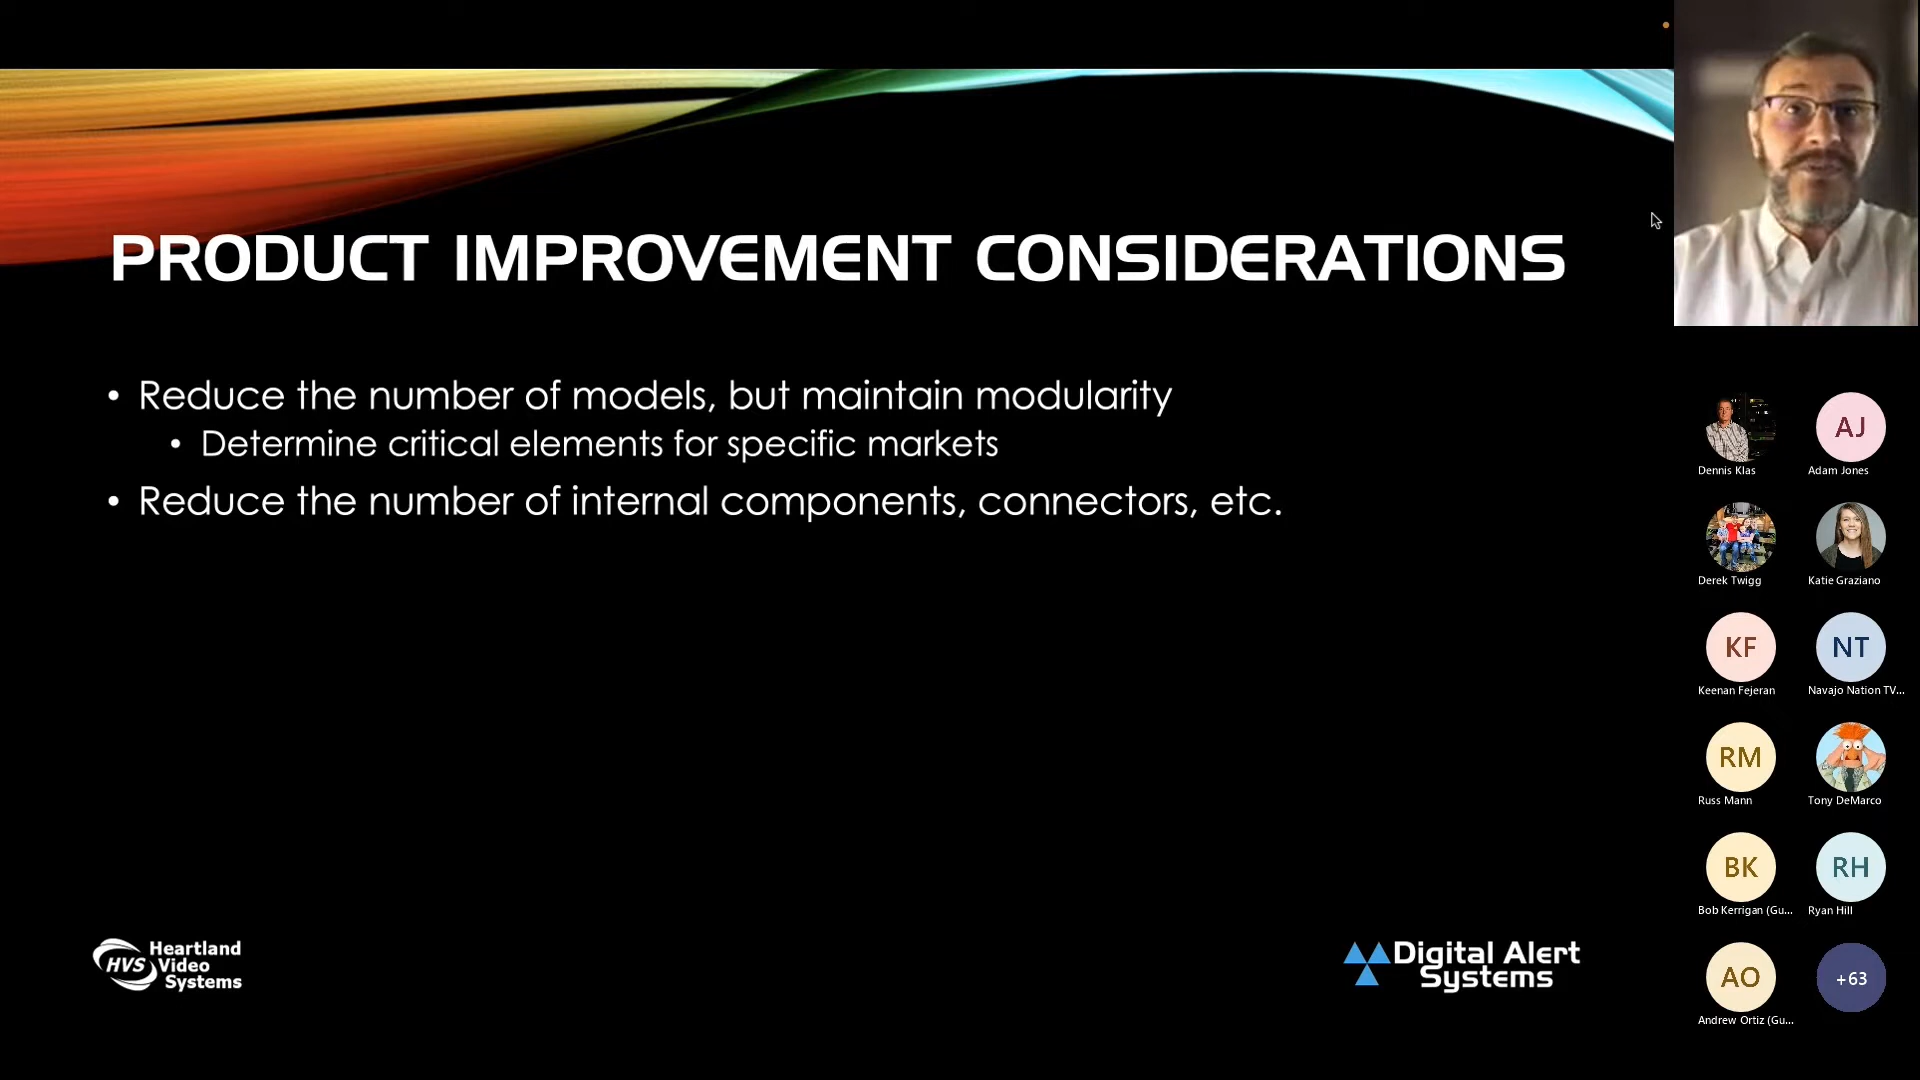 PRODUCT IMPROVEMENT CONSIDERATIONS
• Reduce the number of models, but maintain modularity
• Determine critical elements for specific markets
• Reduce the number of internal components, connectors, etc.
HVS
Heartland
Video
Systems
Digital Alert
Systems
Dennis Klas
AJ
Adam Jones
Derek Twigg
Katie Graziano
KF
Keenan Fejeran
NT
Navajo Nation TV...
RM
Russ Mann
Tony DeMarco
BK
Bob Kerrigan (Gu...
RH
Ryan Hill
AO
Andrew Ortiz (Gu...
+63